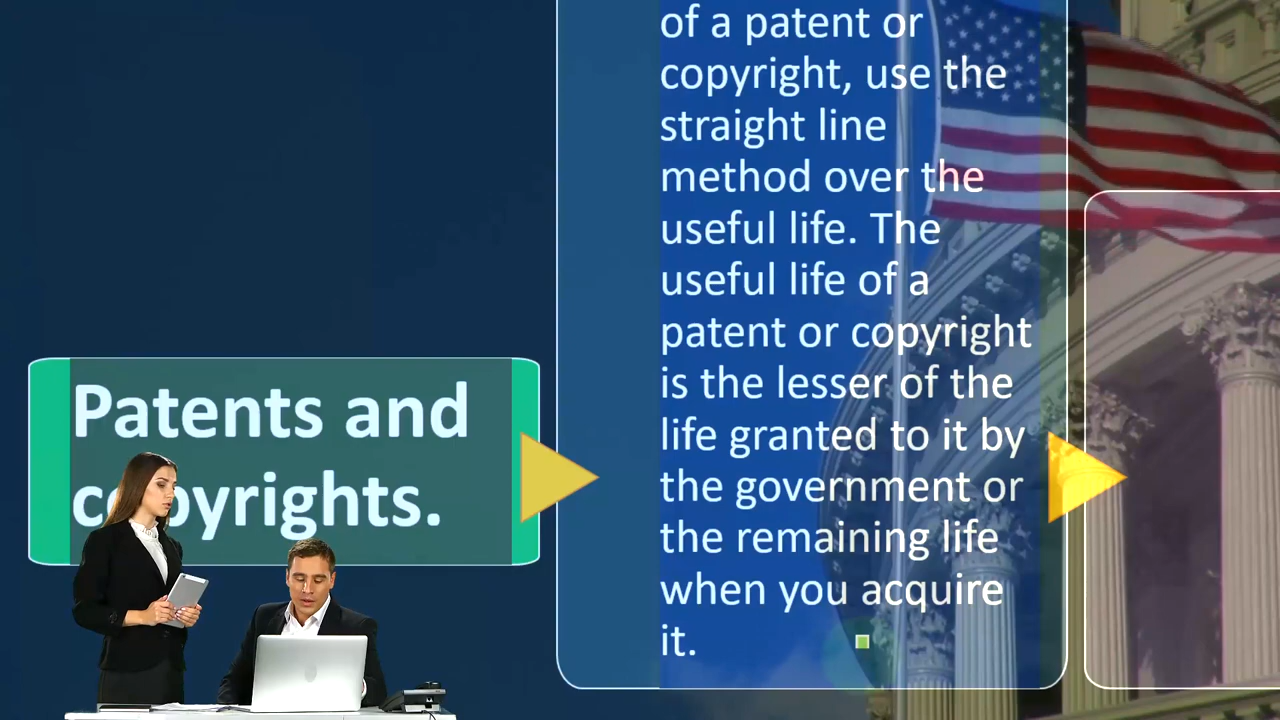 Patents and
copyrights.
of a patent or
copyright, use the
straight line
method over the
useful life. The
useful life of a
patent or copyright
is the lesser of the
life granted to it by
the government or
the remaining life
when you acquire
it.